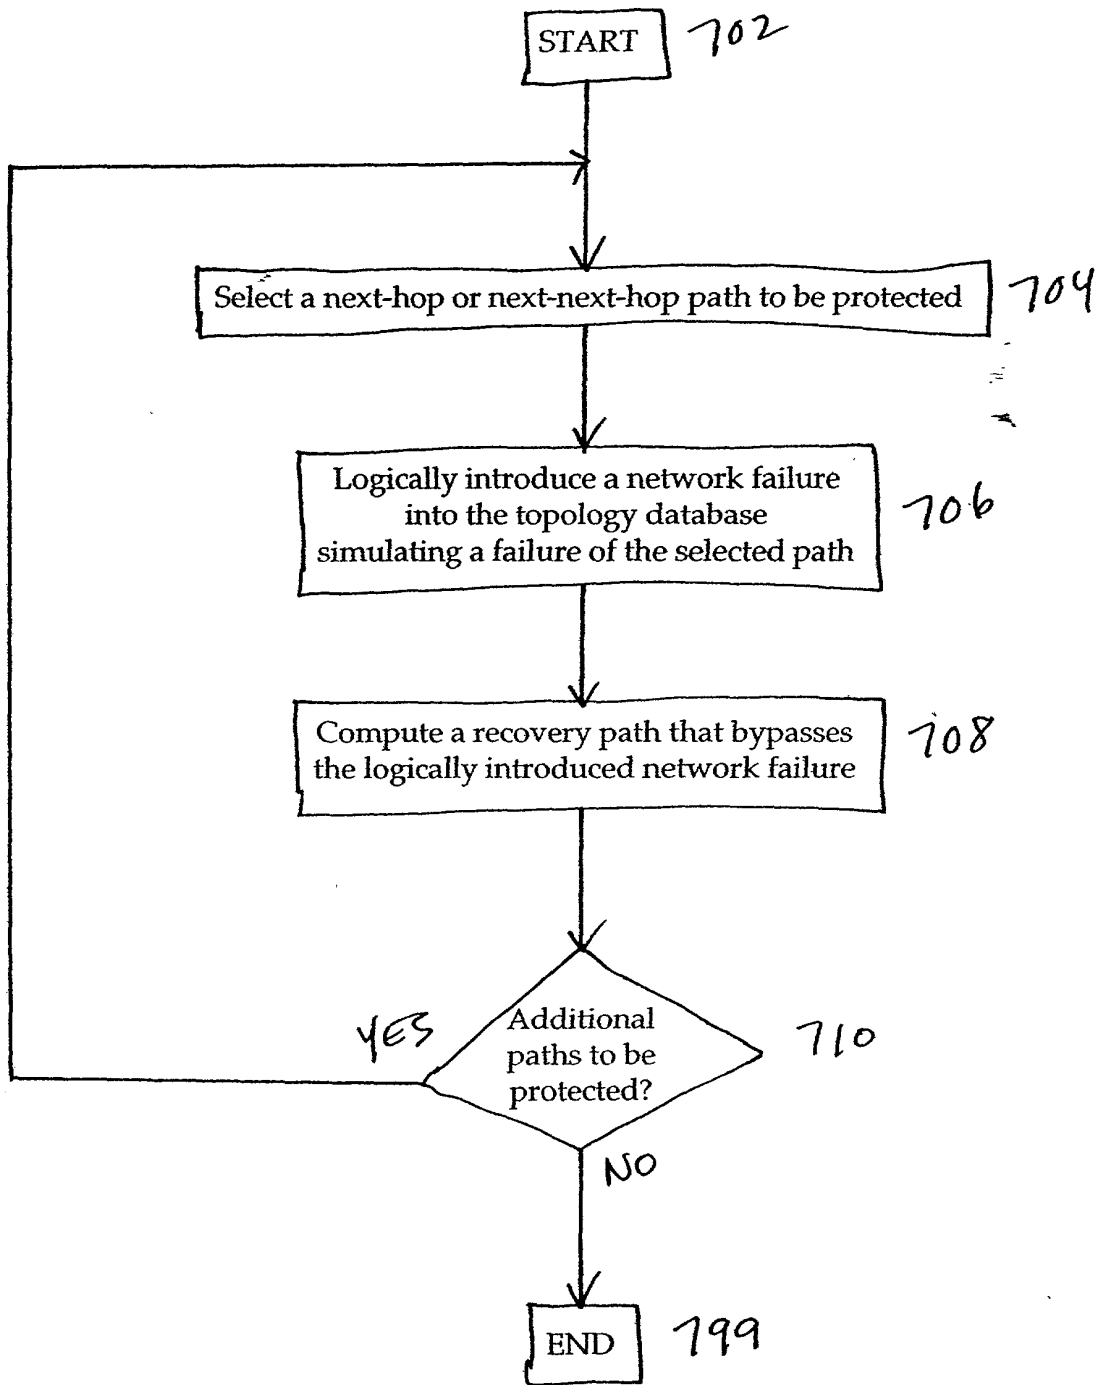 START 702
Select a next-hop or next-next-hop path to be protected 704
Logically introduce a network failure
into the topology database 706
simulating a failure of the selected path
Compute a recovery path that bypasses 708
the logically introduced network failure
YES
Additional
paths to be 710
protected?
NO
END 799